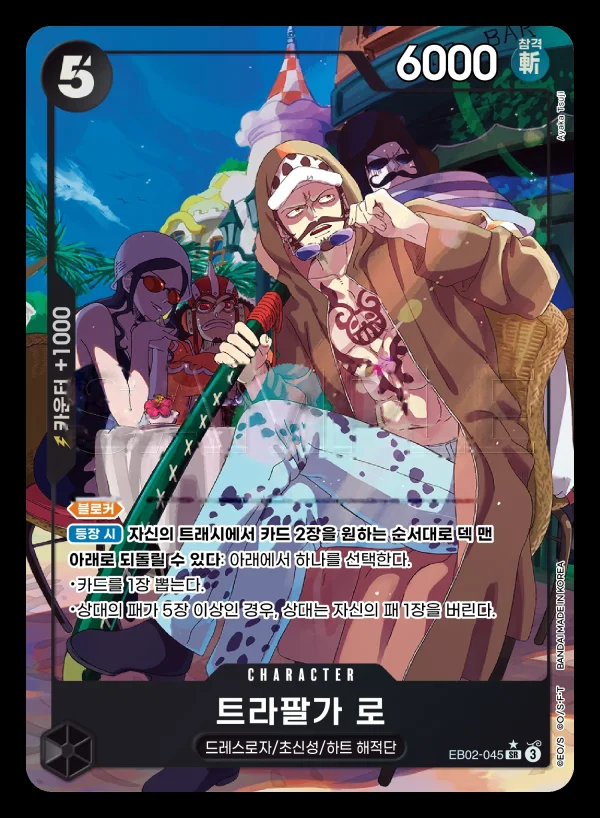 5
6000
참격
斬
BAR
Ayaka Tsuji
카운터 +1000
SAMPLE
블로커
등장 시 자신의 트래시에서 카드 2장을 원하는 순서대로 덱 맨
아래로 되돌릴 수 있다: 아래에서 하나를 선택한다.
•카드를 1장 뽑는다.
•상대의 패가 5장 이상인 경우, 상대는 자신의 패 1장을 버린다.
CHARACTER
트라팔가 로
드레스로자/초신성/하트 해적단
EB02-045 SR 3
©EO/S ©O/S·F·T BANDAI MADE IN KOREA